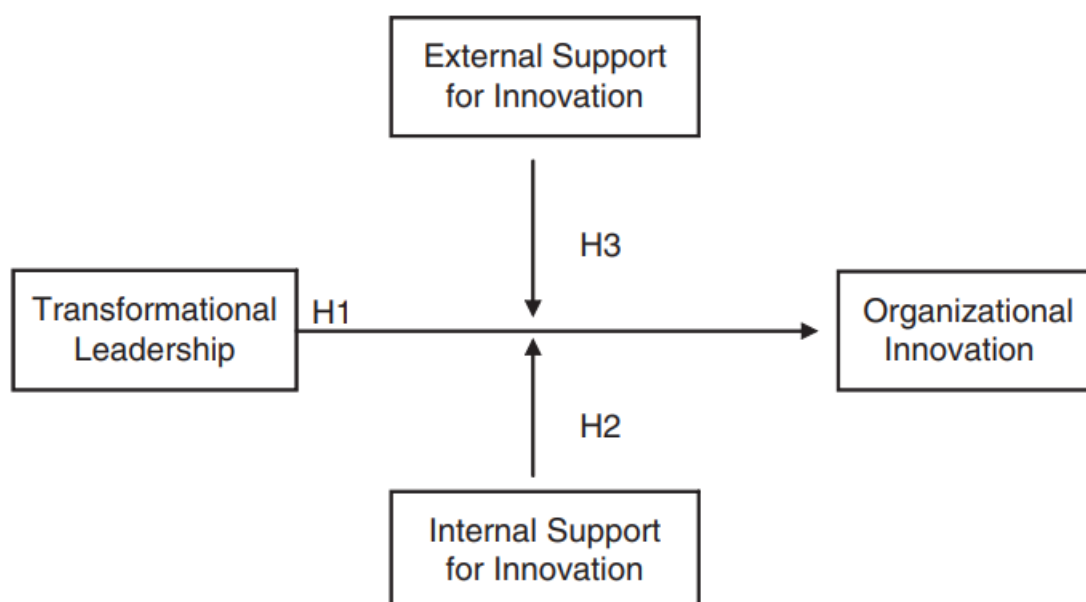 External Support
for Innovation
H3
Transformational
Leadership
H1
Organizational
Innovation
H2
Internal Support
for Innovation